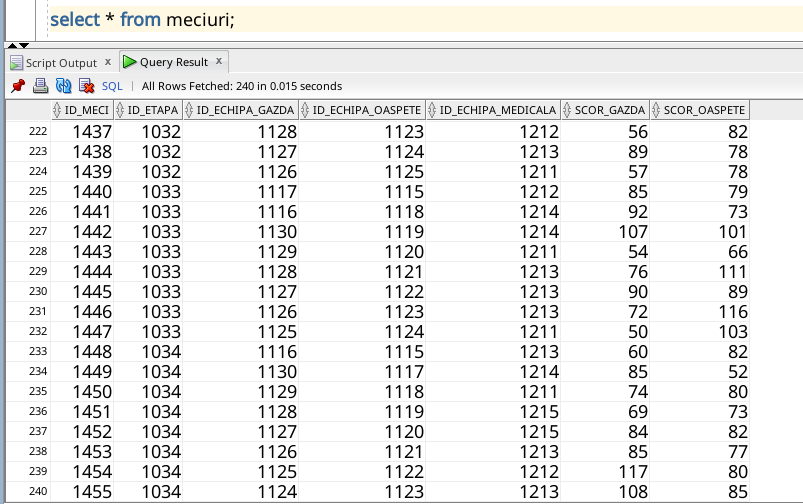 select * from meciuri;
Script Output x Query Result x
SQL | All Rows Fetched: 240 in 0.015 seconds
ID_MECI ID_ETAPA ID_ECHIPA_GAZDA ID_ECHIPA_OASPETE ID_ECHIPA_MEDICALA SCOR_GAZDA SCOR_OASPETE
222 1437 1032 1128 1123 1212 56 82
223 1438 1032 1127 1124 1213 89 78
224 1439 1032 1126 1125 1211 57 78
225 1440 1033 1117 1115 1212 85 79
226 1441 1033 1116 1118 1214 92 73
227 1442 1033 1130 1119 1214 107 101
228 1443 1033 1129 1120 1211 54 66
229 1444 1033 1128 1121 1213 76 111
230 1445 1033 1127 1122 1213 90 89
231 1446 1033 1126 1123 1213 72 116
232 1447 1033 1125 1124 1211 50 103
233 1448 1034 1116 1115 1213 60 82
234 1449 1034 1130 1117 1214 85 52
235 1450 1034 1129 1118 1211 74 80
236 1451 1034 1128 1119 1215 69 73
237 1452 1034 1127 1120 1215 84 82
238 1453 1034 1126 1121 1213 85 77
239 1454 1034 1125 1122 1212 117 80
240 1455 1034 1124 1123 1213 108 85